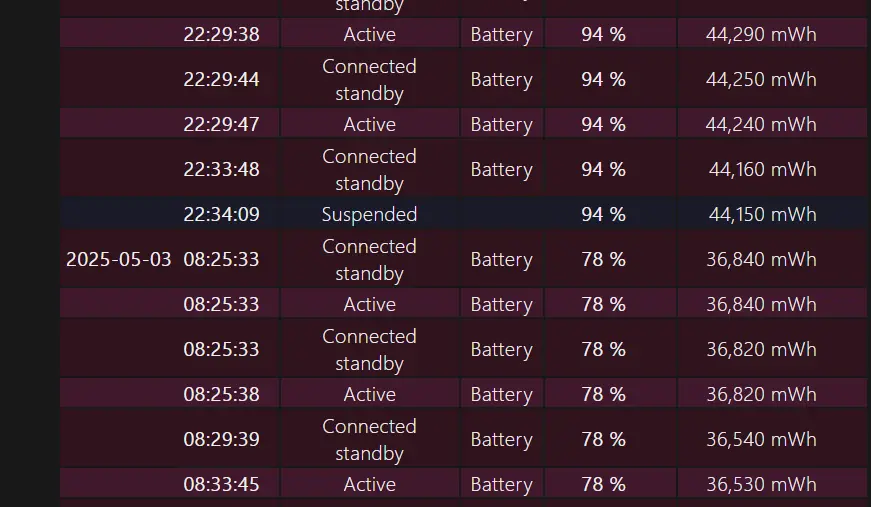 standby
22:29:38 Active Battery 94 % 44,290 mWh
Connected
22:29:44 Battery 94 % 44,250 mWh
standby
22:29:47 Active Battery 94 % 44,240 mWh
Connected
22:33:48 Battery 94 % 44,160 mWh
standby
22:34:09 Suspended 94 % 44,150 mWh
Connected
2025-05-03 08:25:33 Battery 78 % 36,840 mWh
standby
08:25:33 Active Battery 78 % 36,840 mWh
Connected
08:25:33 Battery 78 % 36,820 mWh
standby
08:25:38 Active Battery 78 % 36,820 mWh
Connected
08:29:39 Battery 78 % 36,540 mWh
standby
08:33:45 Active Battery 78 % 36,530 mWh